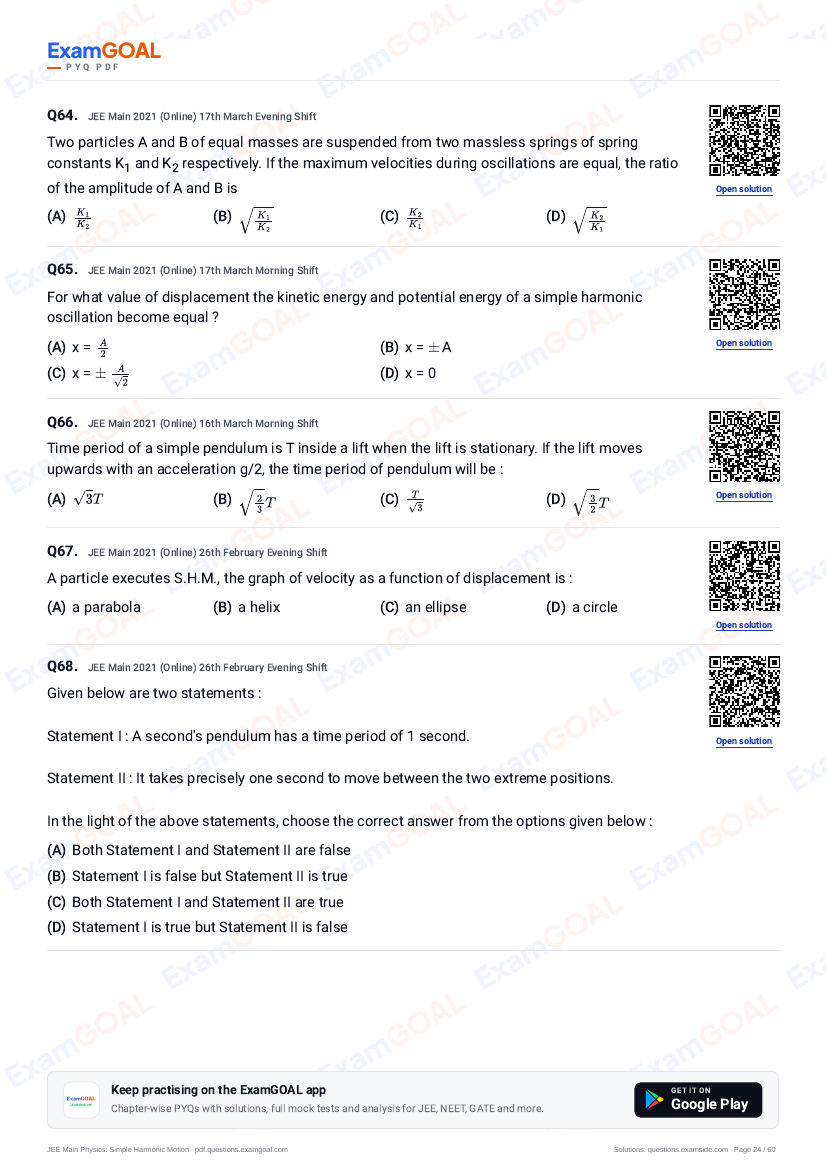 ExamGOAL
PYQ PDF
Q64. JEE Main 2021 (Online) 17th March Evening Shift
Two particles A and B of equal masses are suspended from two massless springs of spring
constants K₁ and K₂ respectively. If the maximum velocities during oscillations are equal, the ratio
of the amplitude of A and B is
(A) K₁/K₂ (B) √(K₁/K₂) (C) K₂/K₁ (D) √(K₂/K₁)
Open solution
Q65. JEE Main 2021 (Online) 17th March Morning Shift
For what value of displacement the kinetic energy and potential energy of a simple harmonic
oscillation become equal ?
(A) x = A/2 (B) x = ± A
(C) x = ± A/√2 (D) x = 0
Open solution
Q66. JEE Main 2021 (Online) 16th March Morning Shift
Time period of a simple pendulum is T inside a lift when the lift is stationary. If the lift moves
upwards with an acceleration g/2, the time period of pendulum will be :
(A) √3T (B) √(2/3)T (C) T/√3 (D) √(3/2)T
Open solution
Q67. JEE Main 2021 (Online) 26th February Evening Shift
A particle executes S.H.M., the graph of velocity as a function of displacement is :
(A) a parabola (B) a helix (C) an ellipse (D) a circle
Open solution
Q68. JEE Main 2021 (Online) 26th February Evening Shift
Given below are two statements :
Statement I : A second's pendulum has a time period of 1 second.
Statement II : It takes precisely one second to move between the two extreme positions.
In the light of the above statements, choose the correct answer from the options given below :
(A) Both Statement I and Statement II are false
(B) Statement I is false but Statement II is true
(C) Both Statement I and Statement II are true
(D) Statement I is true but Statement II is false
Open solution
ExamGOAL
Keep practising on the ExamGOAL app
Chapter-wise PYQs with solutions, full mock tests and analysis for JEE, NEET, GATE and more.
GET IT ON
Google Play
JEE Main Physics: Simple Harmonic Motion · pdf.questions.examgoal.com
Solutions: questions.examside.com · Page 24 / 60